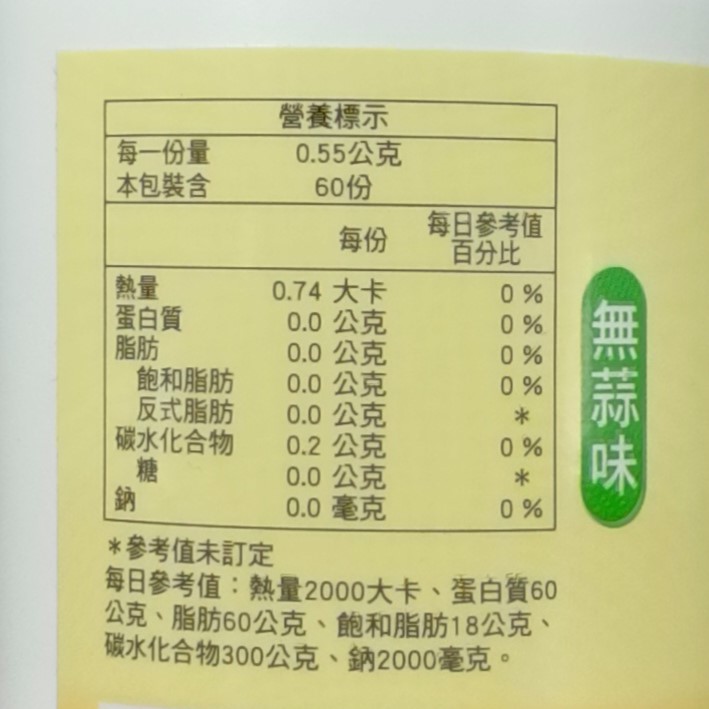 營養標示
每一份量 0.55公克
本包裝含 60份
每份 每日參考值
百分比
熱量 0.74 大卡 0 %
蛋白質 0.0 公克 0 %
脂肪 0.0 公克 0 %
飽和脂肪 0.0 公克 0 %
反式脂肪 0.0 公克 *
碳水化合物 0.2 公克 0 %
糖 0.0 公克 *
鈉 0.0 毫克 0 %
*參考值未訂定
每日參考值：熱量2000大卡、蛋白質60
公克、脂肪60公克、飽和脂肪18公克、
碳水化合物300公克、鈉2000毫克。
無蒜味